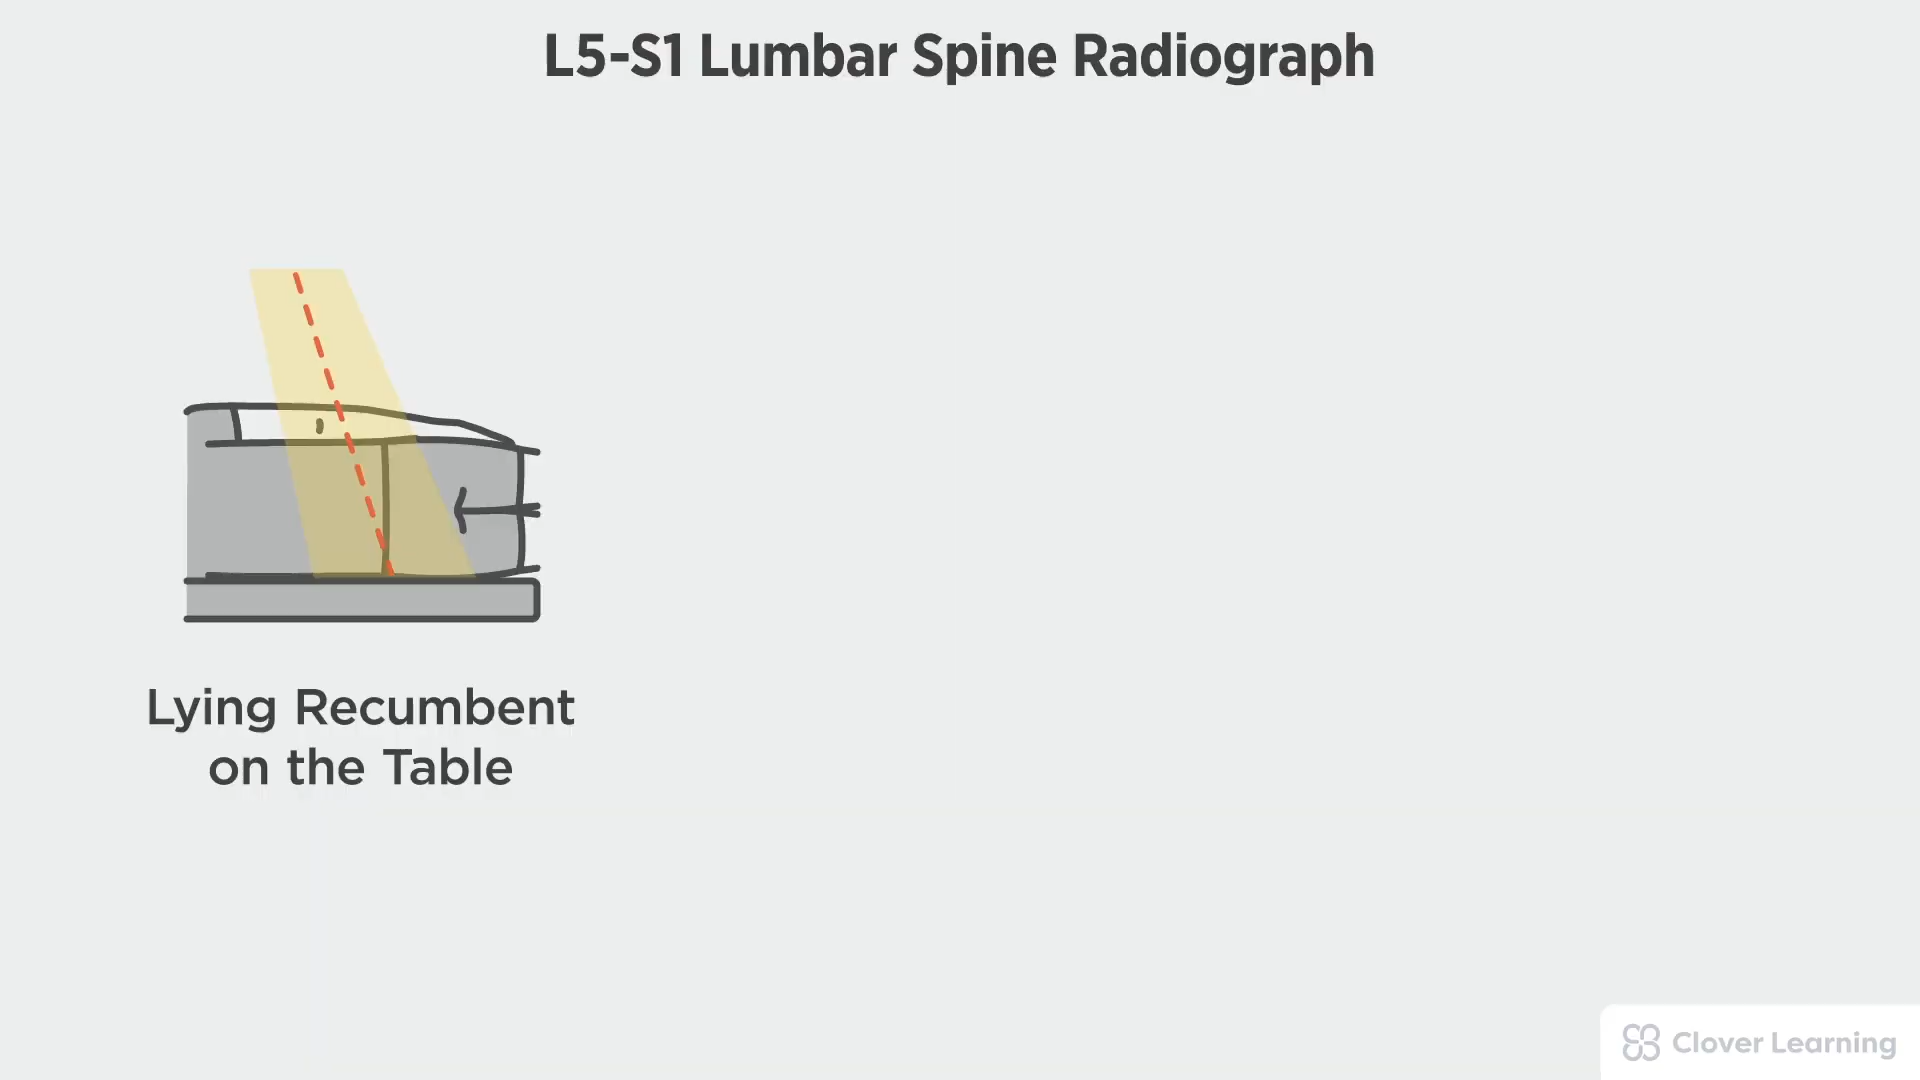 L5-S1 Lumbar Spine Radiograph
Lying Recumbent
on the Table
Clover Learning